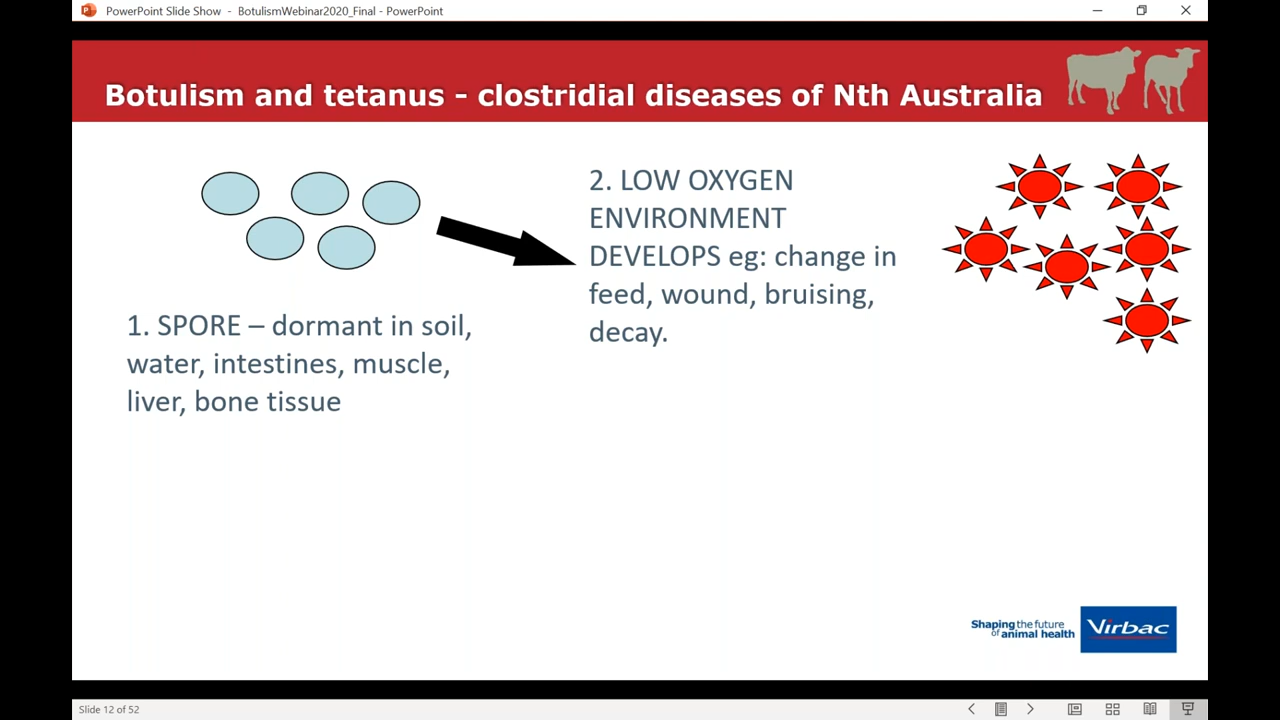 PowerPoint Slide Show - BotulismWebinar2020_Final - PowerPoint
Botulism and tetanus - clostridial diseases of Nth Australia
1. SPORE – dormant in soil,
water, intestines, muscle,
liver, bone tissue
2. LOW OXYGEN
ENVIRONMENT
DEVELOPS eg: change in
feed, wound, bruising,
decay.
Shaping the future
of animal health
Virbac
Slide 12 of 52